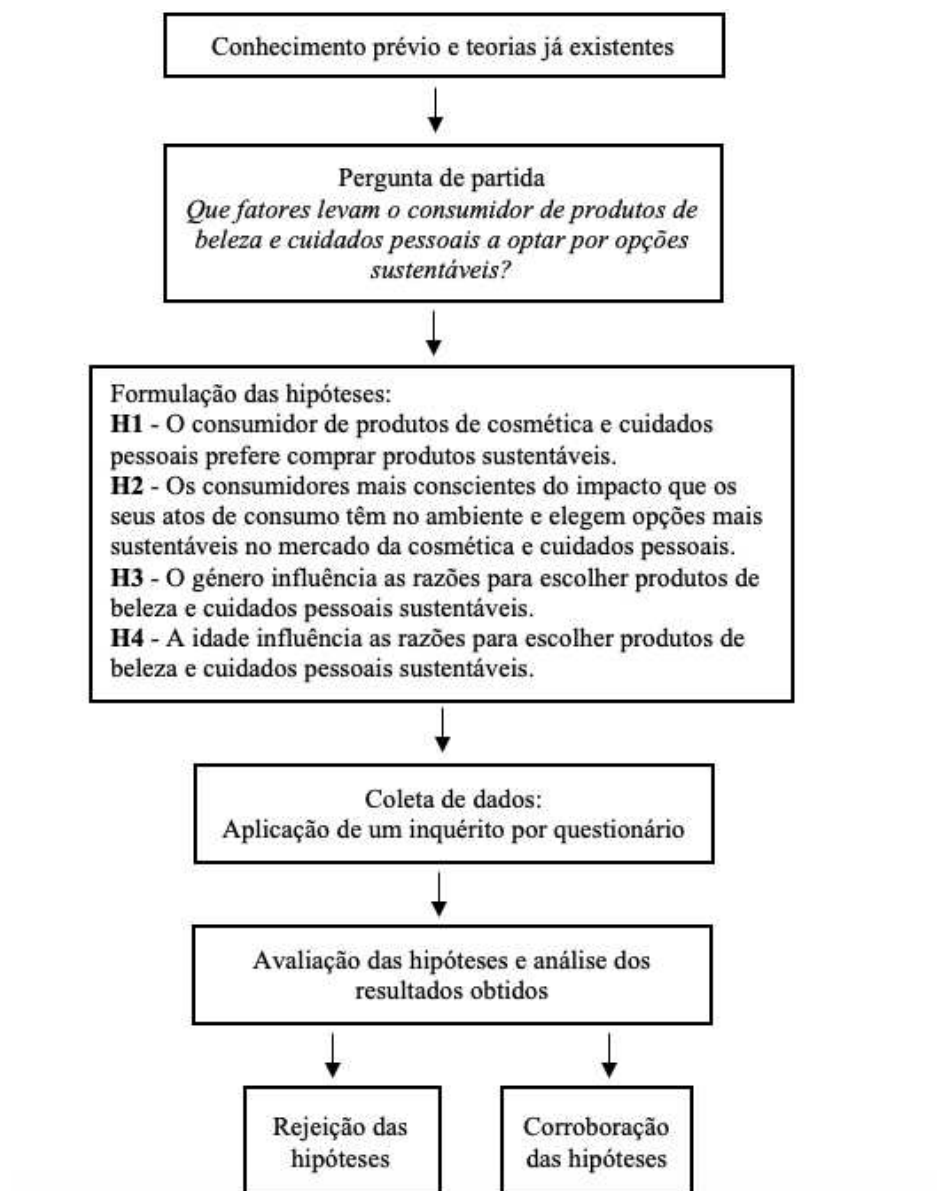 Conhecimento prévio e teorias já existentes
Pergunta de partida
Que fatores levam o consumidor de produtos de
beleza e cuidados pessoais a optar por opções
sustentáveis?
Formulação das hipóteses:
H1 - O consumidor de produtos de cosmética e cuidados
pessoais prefere comprar produtos sustentáveis.
H2 - Os consumidores mais conscientes do impacto que os
seus atos de consumo têm no ambiente e elegem opções mais
sustentáveis no mercado da cosmética e cuidados pessoais.
H3 - O género influência as razões para escolher produtos de
beleza e cuidados pessoais sustentáveis.
H4 - A idade influência as razões para escolher produtos de
beleza e cuidados pessoais sustentáveis.
Coleta de dados:
Aplicação de um inquérito por questionário
Avaliação das hipóteses e análise dos
resultados obtidos
Rejeição das
hipóteses
Corroboração
das hipóteses